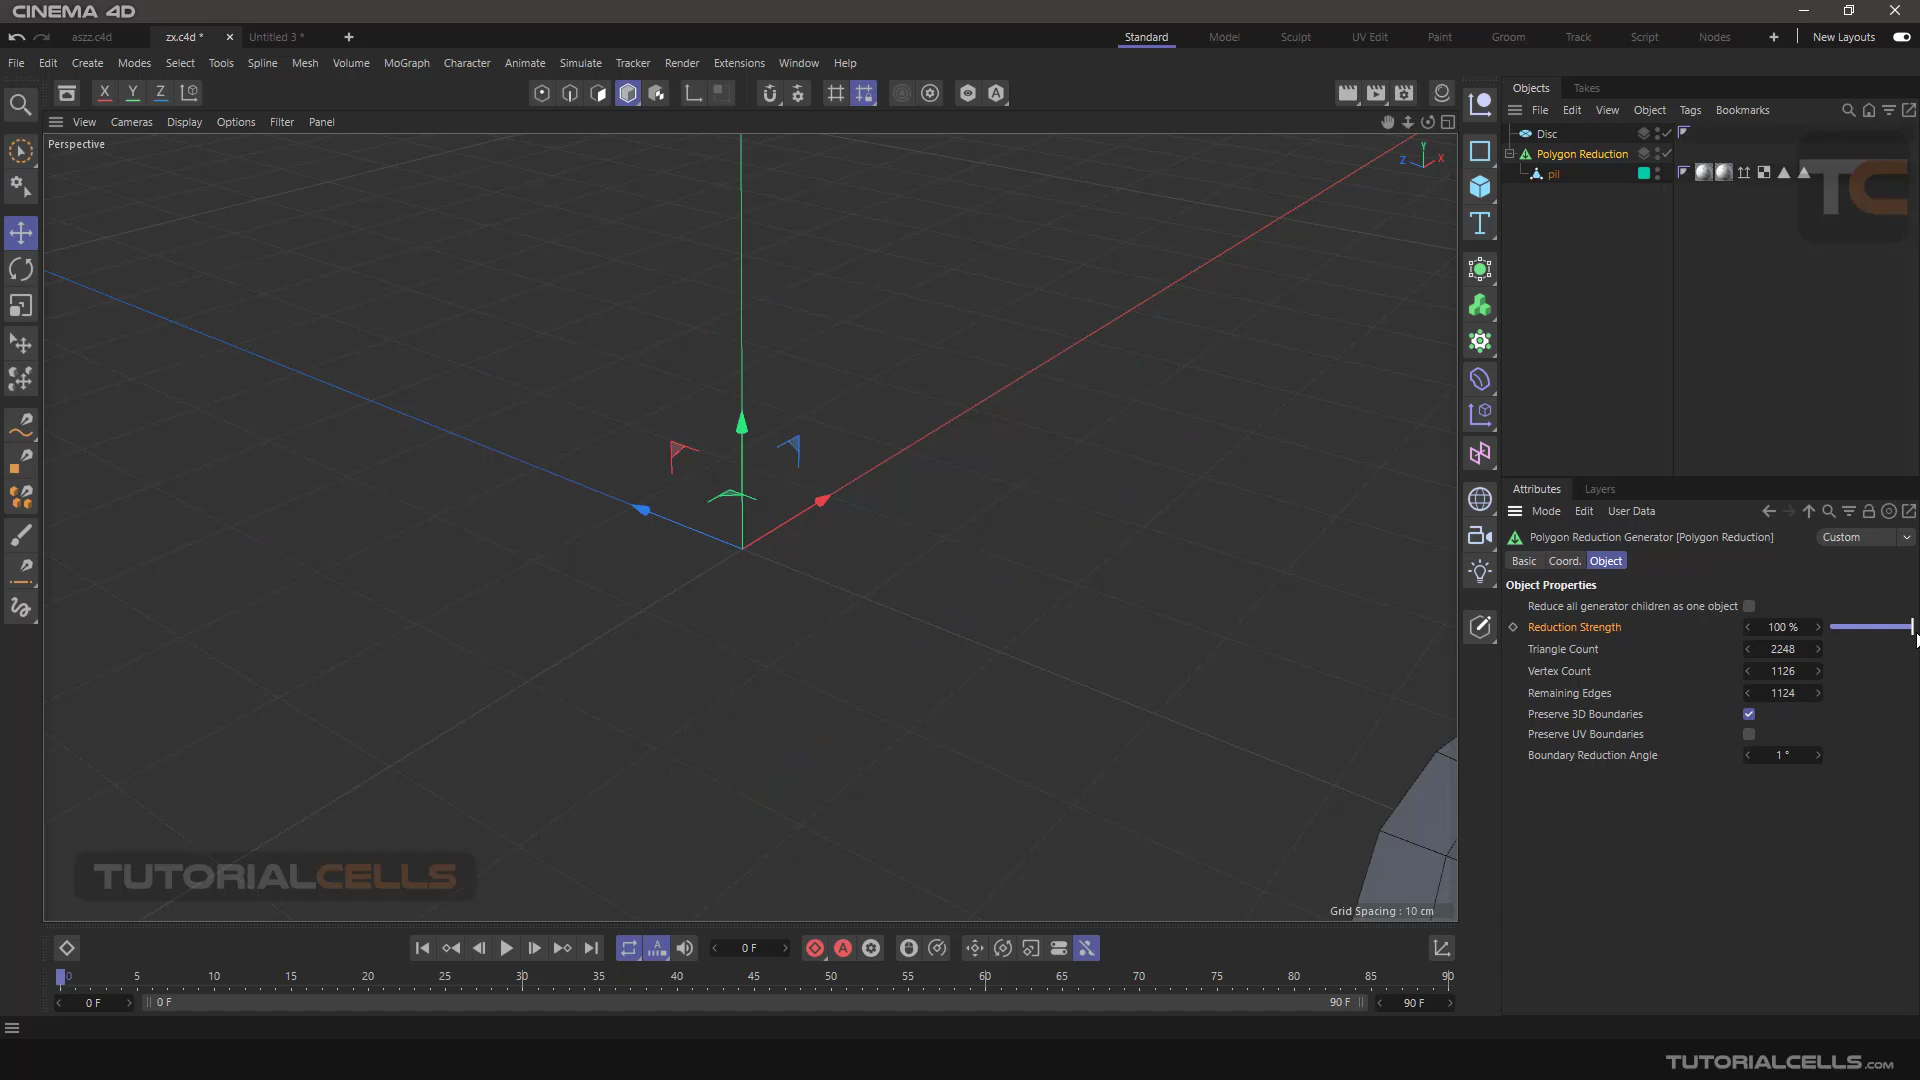 CINEMA 4D
aszz.c4d
zx.c4d *
Untitled 3 *
Standard
Model
Sculpt
UV Edit
Paint
Groom
Track
Script
Nodes
New Layouts
File
Edit
Create
Modes
Select
Tools
Spline
Mesh
Volume
MoGraph
Character
Animate
Simulate
Tracker
Render
Extensions
Window
Help
X
Y
Z
View
Cameras
Display
Options
Filter
Panel
Perspective
Y
Z
X
Grid Spacing : 10 cm
TUTORIALCELLS
Objects
Takes
File
Edit
View
Object
Tags
Bookmarks
Disc
Polygon Reduction
pil
TC
Attributes
Layers
Mode
Edit
User Data
Polygon Reduction Generator [Polygon Reduction]
Custom
Basic
Coord.
Object
Object Properties
Reduce all generator children as one object
Reduction Strength
100 %
Triangle Count
2248
Vertex Count
1126
Remaining Edges
1124
Preserve 3D Boundaries
Preserve UV Boundaries
Boundary Reduction Angle
1 °
0 F
0
5
10
15
20
25
30
35
40
45
50
55
60
65
70
75
80
85
90
0 F
0 F
90 F
90 F
TUTORIALCELLS.COM